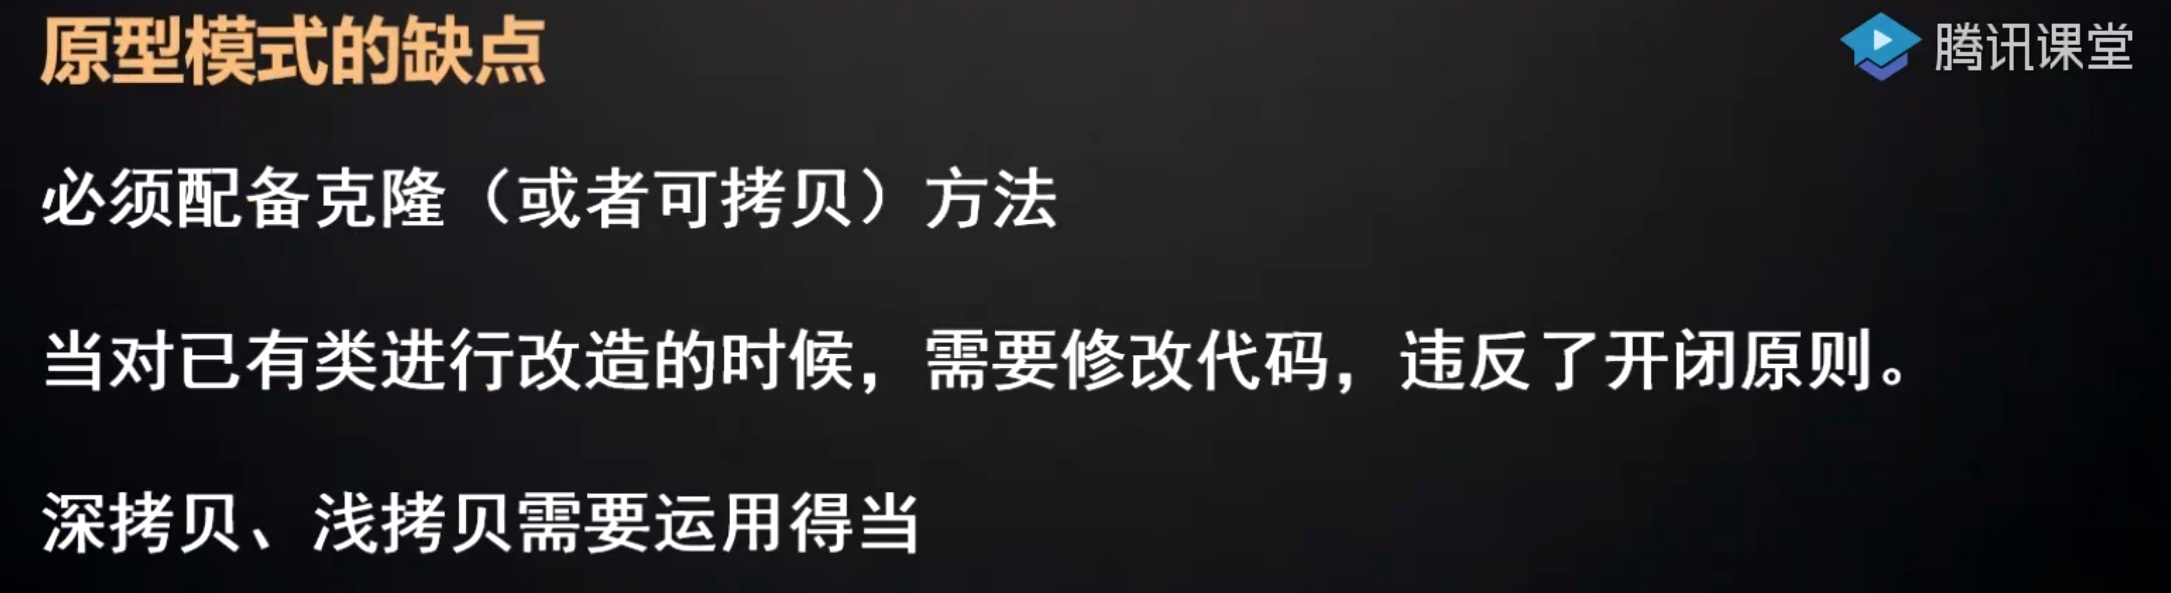 原型模式的缺点
腾讯课堂
必须配备克隆（或者可拷贝）方法
当对已有类进行改造的时候，需要修改代码，违反了开闭原则。
深拷贝、浅拷贝需要运用得当